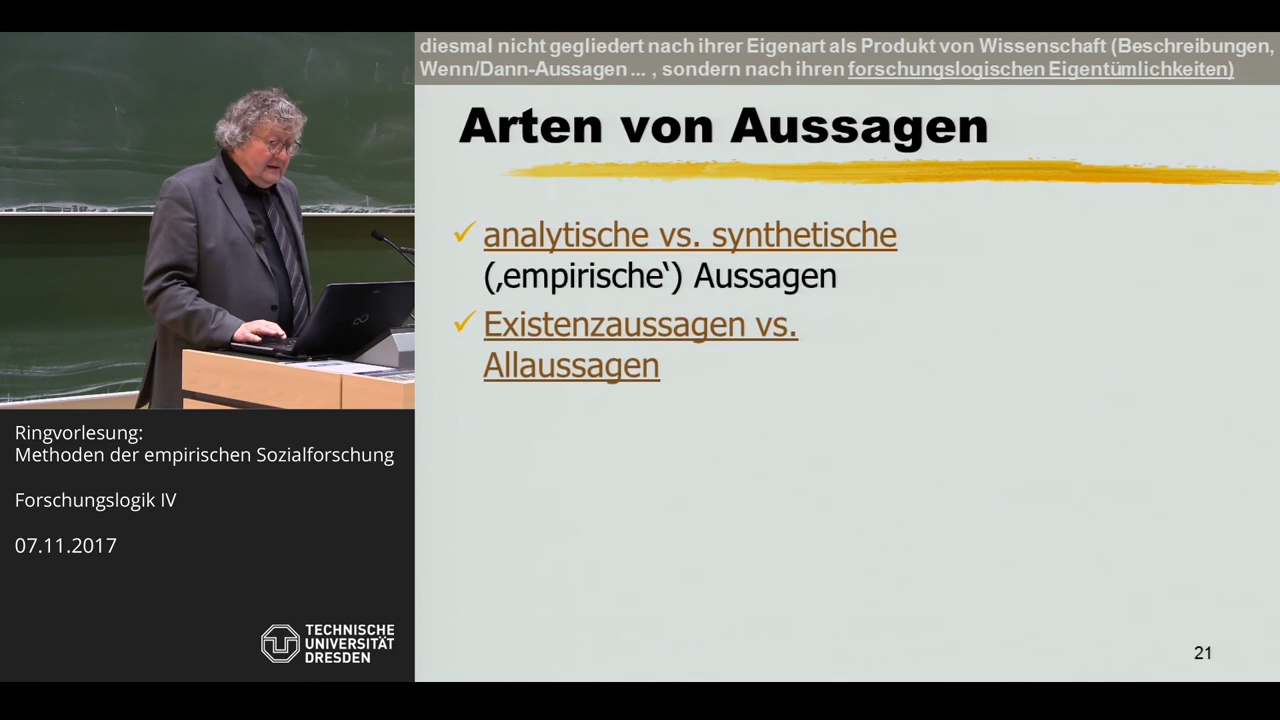 diesmal nicht gegliedert nach ihrer Eigenart als Produkt von Wissenschaft (Beschreibungen,
Wenn/Dann-Aussagen ... , sondern nach ihren forschungslogischen Eigentümlichkeiten)
Arten von Aussagen
✓ analytische vs. synthetische
(‚empirische‘) Aussagen
✓ Existenzaussagen vs.
Allaussagen
21
Ringvorlesung:
Methoden der empirischen Sozialforschung
Forschungslogik IV
07.11.2017
TECHNISCHE
UNIVERSITÄT
DRESDEN